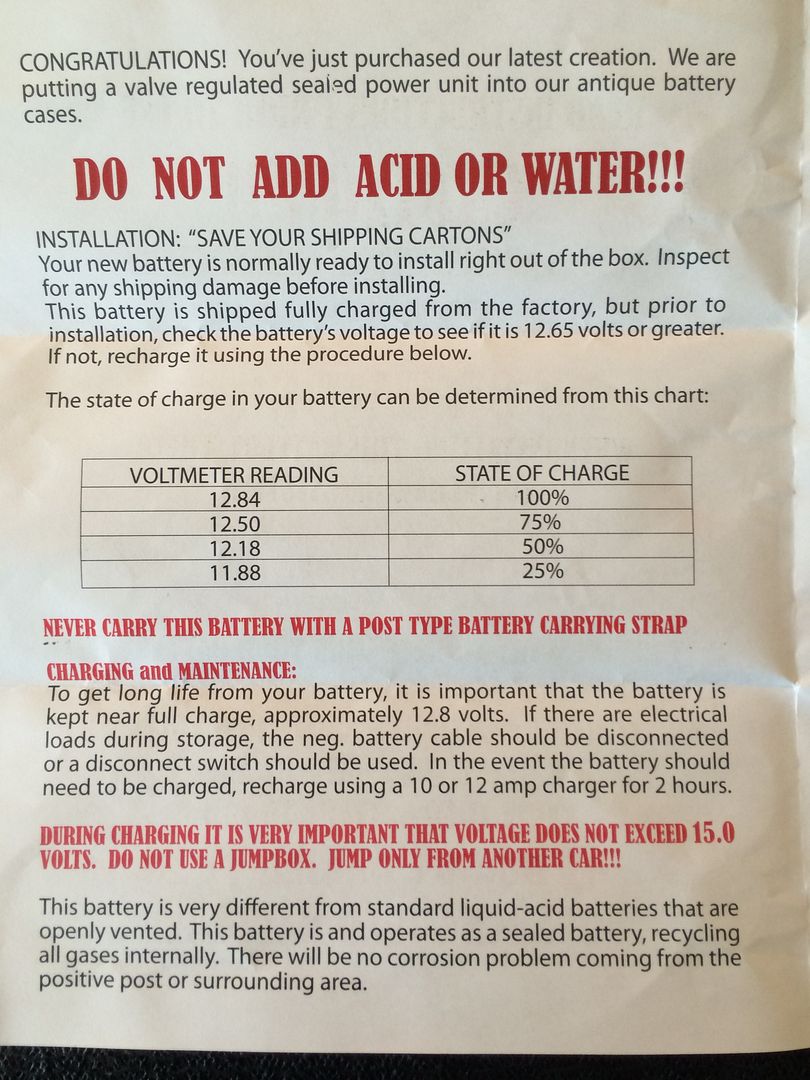 CONGRATULATIONS! You've just purchased our latest creation. We are
putting a valve regulated sealed power unit into our antique battery
cases.
DO NOT ADD ACID OR WATER!!!
INSTALLATION: "SAVE YOUR SHIPPING CARTONS"
Your new battery is normally ready to install right out of the box. Inspect
for any shipping damage before installing.
This battery is shipped fully charged from the factory, but prior to
installation, check the battery's voltage to see if it is 12.65 volts or greater.
If not, recharge it using the procedure below.
The state of charge in your battery can be determined from this chart:
VOLTMETER READING STATE OF CHARGE
12.84 100%
12.50 75%
12.18 50%
11.88 25%
NEVER CARRY THIS BATTERY WITH A POST TYPE BATTERY CARRYING STRAP
CHARGING and MAINTENANCE:
To get long life from your battery, it is important that the battery is
kept near full charge, approximately 12.8 volts. If there are electrical
loads during storage, the neg. battery cable should be disconnected
or a disconnect switch should be used. In the event the battery should
need to be charged, recharge using a 10 or 12 amp charger for 2 hours.
DURING CHARGING IT IS VERY IMPORTANT THAT VOLTAGE DOES NOT EXCEED 15.0
VOLTS. DO NOT USE A JUMPBOX. JUMP ONLY FROM ANOTHER CAR!!!
This battery is very different from standard liquid-acid batteries that are
openly vented. This battery is and operates as a sealed battery, recycling
all gases internally. There will be no corrosion problem coming from the
positive post or surrounding area.